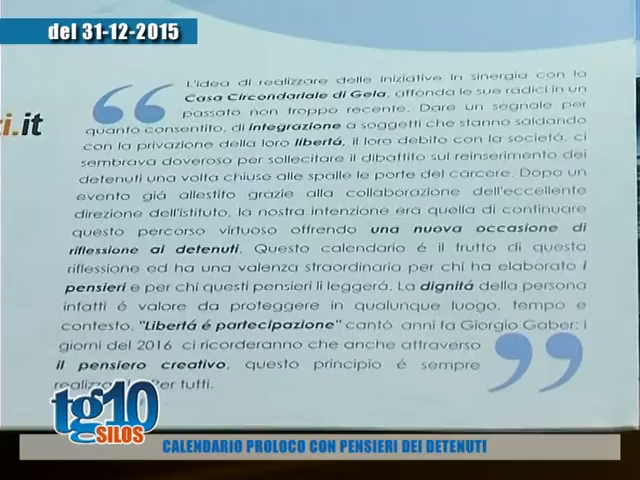 del 31-12-2015
i.it
L'idea di realizzare delle iniziative in sinergia con la
Casa Circondariale di Gela, affonda le sue radici in un
passato non troppo recente. Dare un segnale per
quanto consentito, di integrazione a soggetti che stanno saldando
con la privazione della loro libertá, il loro debito con la societá, ci
sembrava doveroso per sollecitare il dibattito sul reinserimento dei
detenuti una volta chiuse alle spalle le porte del carcere. Dopo un
evento giá allestito grazie alla collaborazione dell'eccellente
direzione dell'istituto, la nostra intenzione era quella di continuare
questo percorso virtuoso offrendo una nuova occasione di
riflessione ai detenuti. Questo calendario é il frutto di questa
riflessione ed ha una valenza straordinaria per chi ha elaborato i
pensieri e per chi questi pensieri li leggerá. La dignitá della persona
infatti é valore da proteggere in qualunque luogo, tempo e
contesto. "Libertá é partecipazione" cantó anni fa Giorgio Gaber: i
giorni del 2016 ci ricorderanno che anche attraverso
il pensiero creativo, questo principio é sempre
per tutti.
tg10
SILOS
CALENDARIO PROLOCO CON PENSIERI DEI DETENUTI